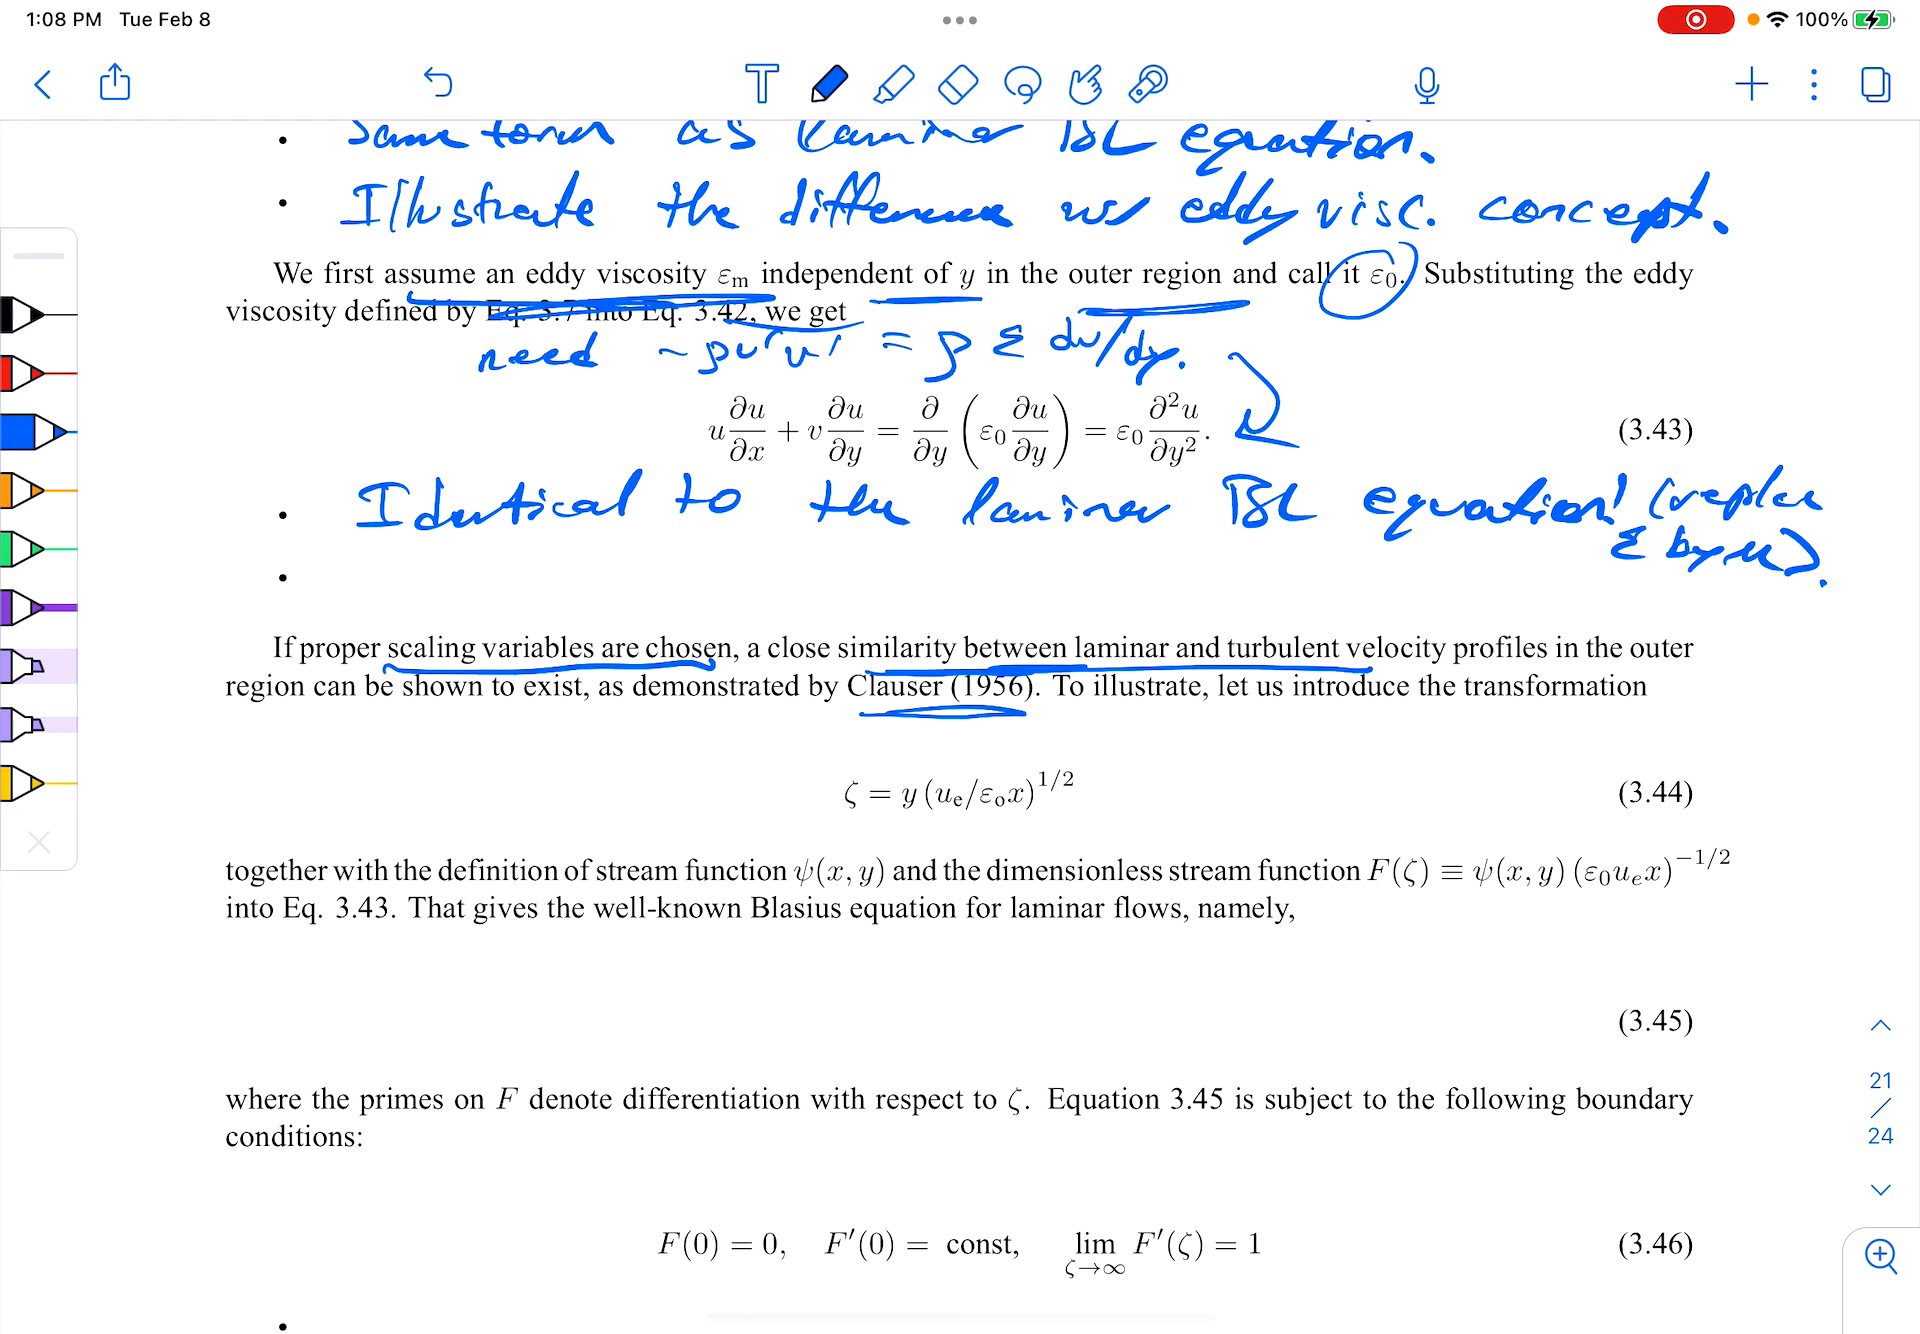 1:08 PM Tue Feb 8
100%
• Same form as laminar BL equation.
• Illustrate the difference w/ eddy visc. concept.
We first assume an eddy viscosity εm independent of y in the outer region and call it ε0. Substituting the eddy
viscosity defined by Eq. 3.7 into Eq. 3.42, we get
need −ρu'v' = ρ ε du/dy.
u ∂u/∂x + v ∂u/∂y = ∂/∂y (ε0 ∂u/∂y) = ε0 ∂²u/∂y². (3.43)
• Identical to the laminar BL equation! (replace
ε by μ).
•
If proper scaling variables are chosen, a close similarity between laminar and turbulent velocity profiles in the outer
region can be shown to exist, as demonstrated by Clauser (1956). To illustrate, let us introduce the transformation
ζ = y (ue/εox)^1/2 (3.44)
together with the definition of stream function ψ(x, y) and the dimensionless stream function F(ζ) ≡ ψ(x, y) (ε0uex)^−1/2
into Eq. 3.43. That gives the well-known Blasius equation for laminar flows, namely,
(3.45)
where the primes on F denote differentiation with respect to ζ. Equation 3.45 is subject to the following boundary
conditions:
F(0) = 0, F′(0) = const, lim ζ→∞ F′(ζ) = 1 (3.46)
•
21
/
24